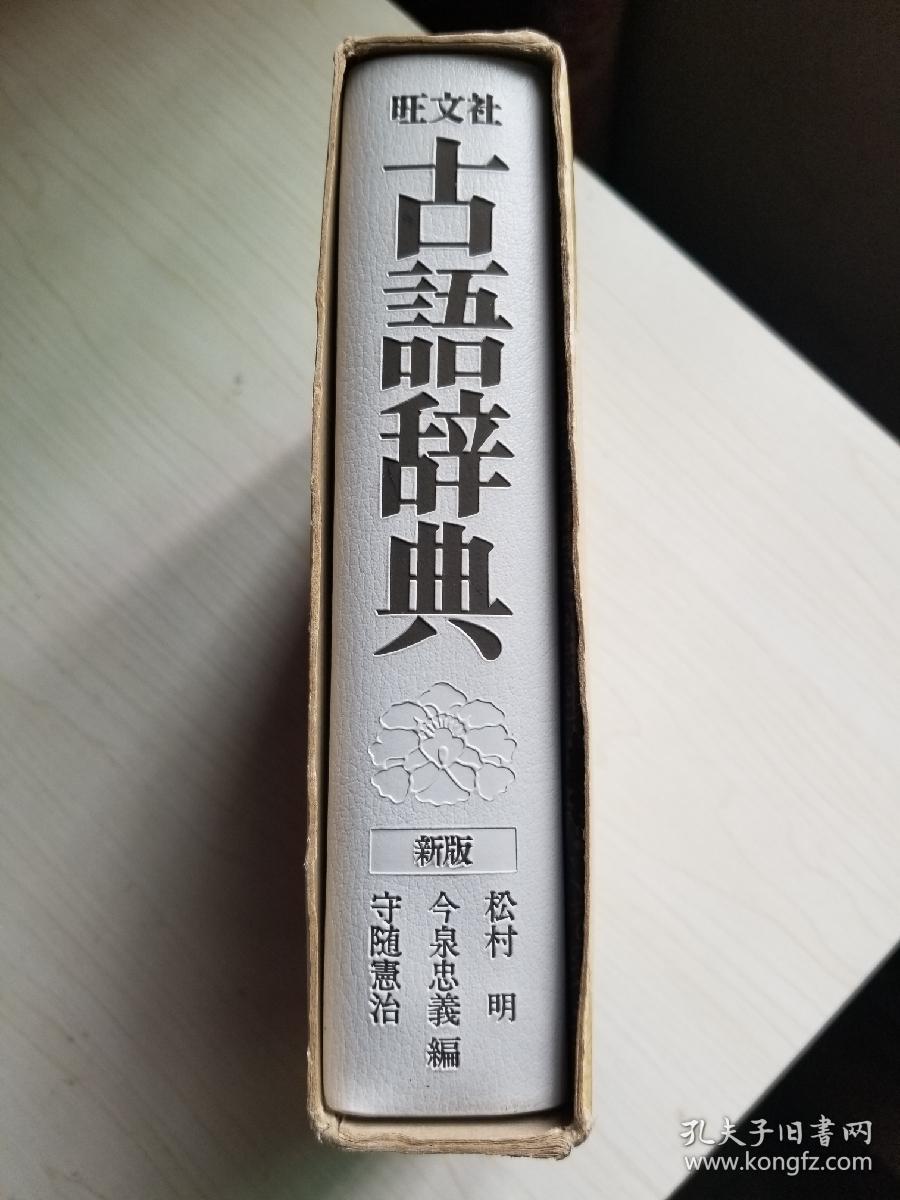 旺文社
古語辞典
新版
松村 明
今泉忠義 編
守随憲治
孔夫子旧书网
www.kongfz.com